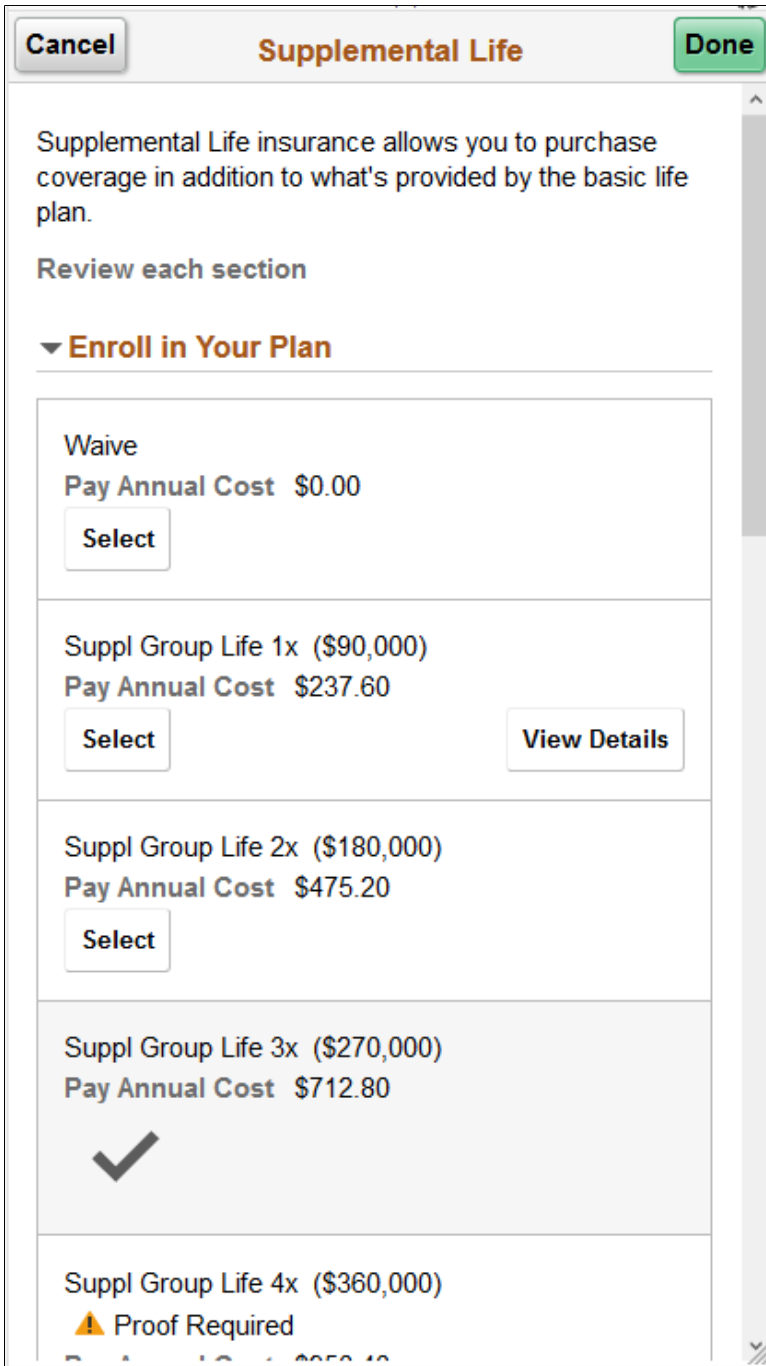 Cancel
Supplemental Life
Done
Supplemental Life insurance allows you to purchase
coverage in addition to what's provided by the basic life
plan.
Review each section
Enroll in Your Plan
Waive
Pay Annual Cost $0.00
Select
Suppl Group Life 1x ($90,000)
Pay Annual Cost $237.60
Select
View Details
Suppl Group Life 2x ($180,000)
Pay Annual Cost $475.20
Select
Suppl Group Life 3x ($270,000)
Pay Annual Cost $712.80
Suppl Group Life 4x ($360,000)
Proof Required